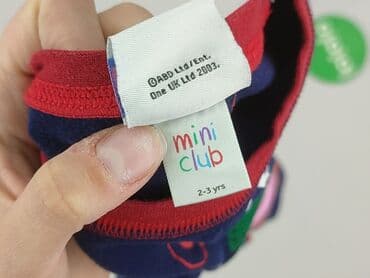 ©ABD Ltd/Ent.
One UK Ltd 2003.
mini
club
2-3 yrs